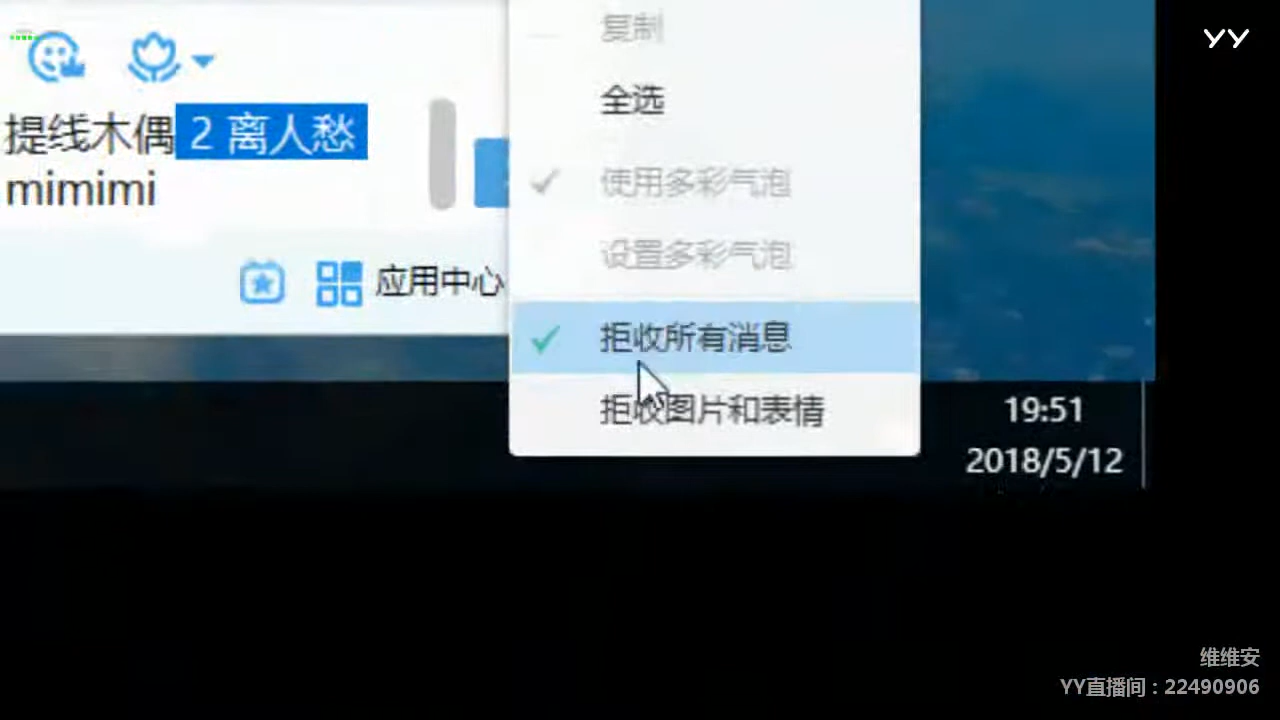 YY
复制
全选
提线木偶 2 离人愁
使用多彩气泡
mimimi
设置多彩气泡
应用中心
拒收所有消息
拒收图片和表情
19:51
2018/5/12
维维安
YY直播间：22490906